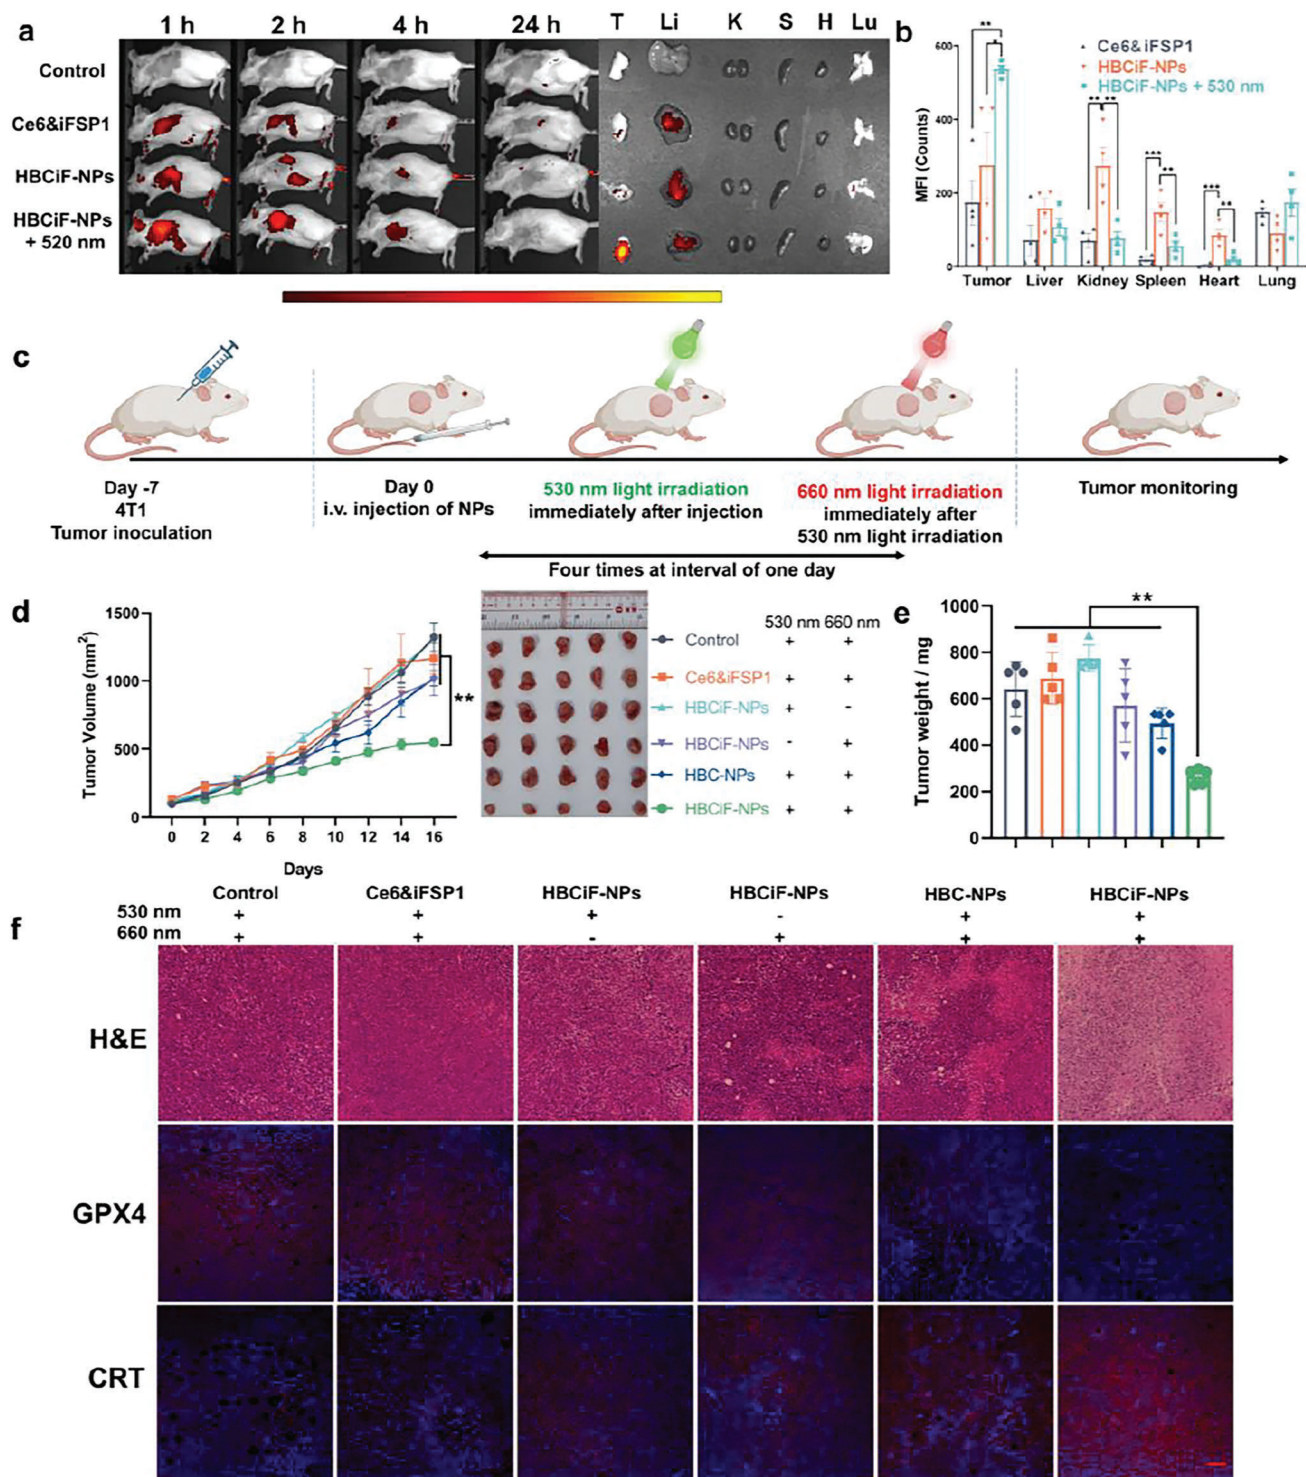 a
1 h 2 h 4 h 24 h T Li K S H Lu
Control
Ce6&iFSP1
HBCiF-NPs
HBCiF-NPs
+ 520 nm
b
600
400
200
0
MFI (Counts)
Ce6&iFSP1
HBCiF-NPs
HBCiF-NPs + 530 nm
** * ** ** *** ** *** **
Tumor Liver Kidney Spleen Heart Lung
c
Day -7
4T1
Tumor inoculation
Day 0
i.v. injection of NPs
530 nm light irradiation
immediately after injection
660 nm light irradiation
immediately after
530 nm light irradiation
Tumor monitoring
Four times at interval of one day
d
Tumor Volume (mm²)
1500
1000
500
0
0 2 4 6 8 10 12 14 16
Days
**
530 nm 660 nm
Control + +
Ce6&iFSP1 + +
HBCiF-NPs + -
HBCiF-NPs - +
HBC-NPs + +
HBCiF-NPs + +
e
Tumor weight / mg
1000
800
600
400
200
0
**
f
Control Ce6&iFSP1 HBCiF-NPs HBCiF-NPs HBC-NPs HBCiF-NPs
530 nm + + + - + +
660 nm + + - + + +
H&E
GPX4
CRT